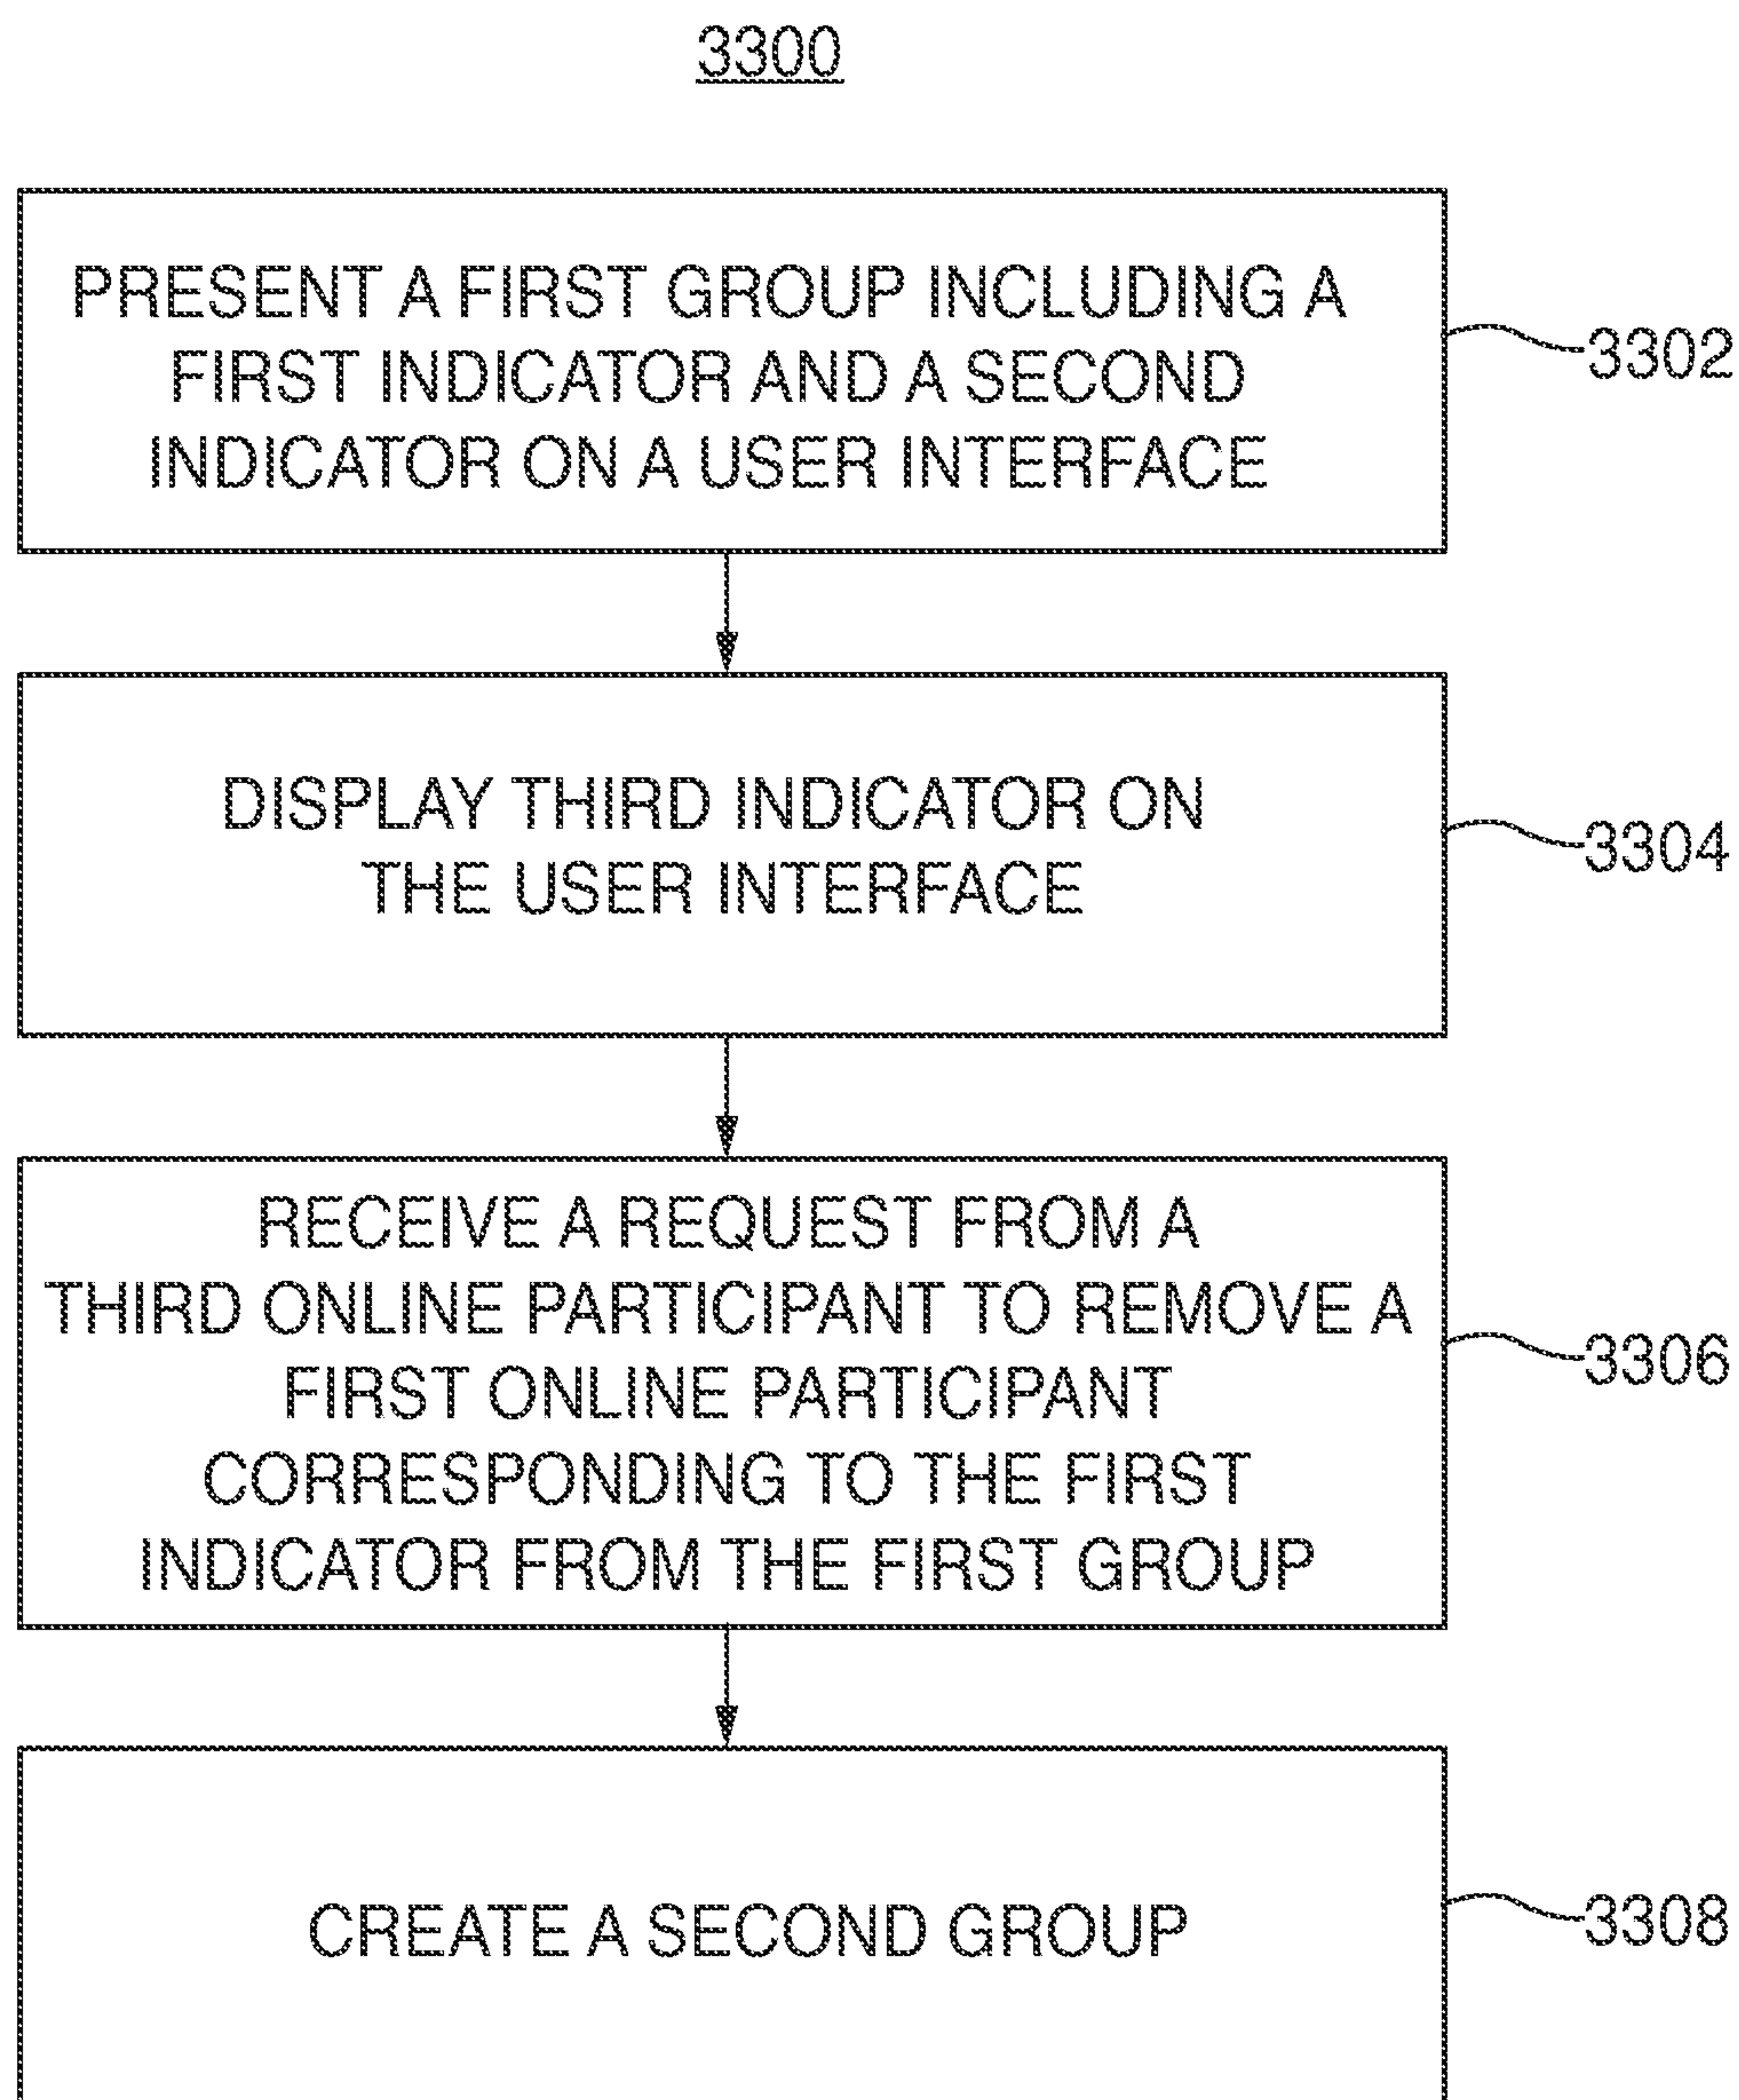 3300
PRESENT A FIRST GROUP INCLUDING A
FIRST INDICATOR AND A SECOND
INDICATOR ON A USER INTERFACE
3302
DISPLAY THIRD INDICATOR ON
THE USER INTERFACE
3304
RECEIVE A REQUEST FROM A
THIRD ONLINE PARTICIPANT TO REMOVE A
FIRST ONLINE PARTICIPANT
CORRESPONDING TO THE FIRST
INDICATOR FROM THE FIRST GROUP
3306
CREATE A SECOND GROUP
3308